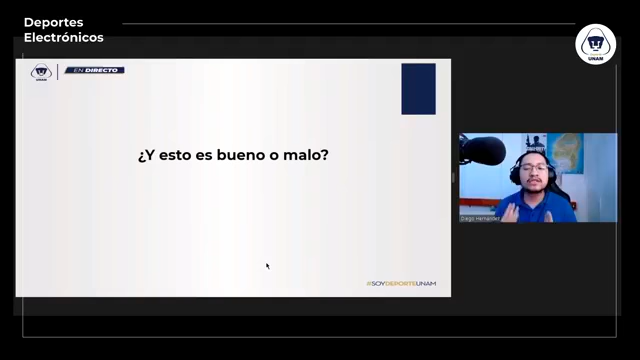 Deportes
Electrónicos
UNAM
UNAM
EN DIRECTO
¿Y esto es bueno o malo?
Diego Hernández
#SOYDEPORTEUNAM